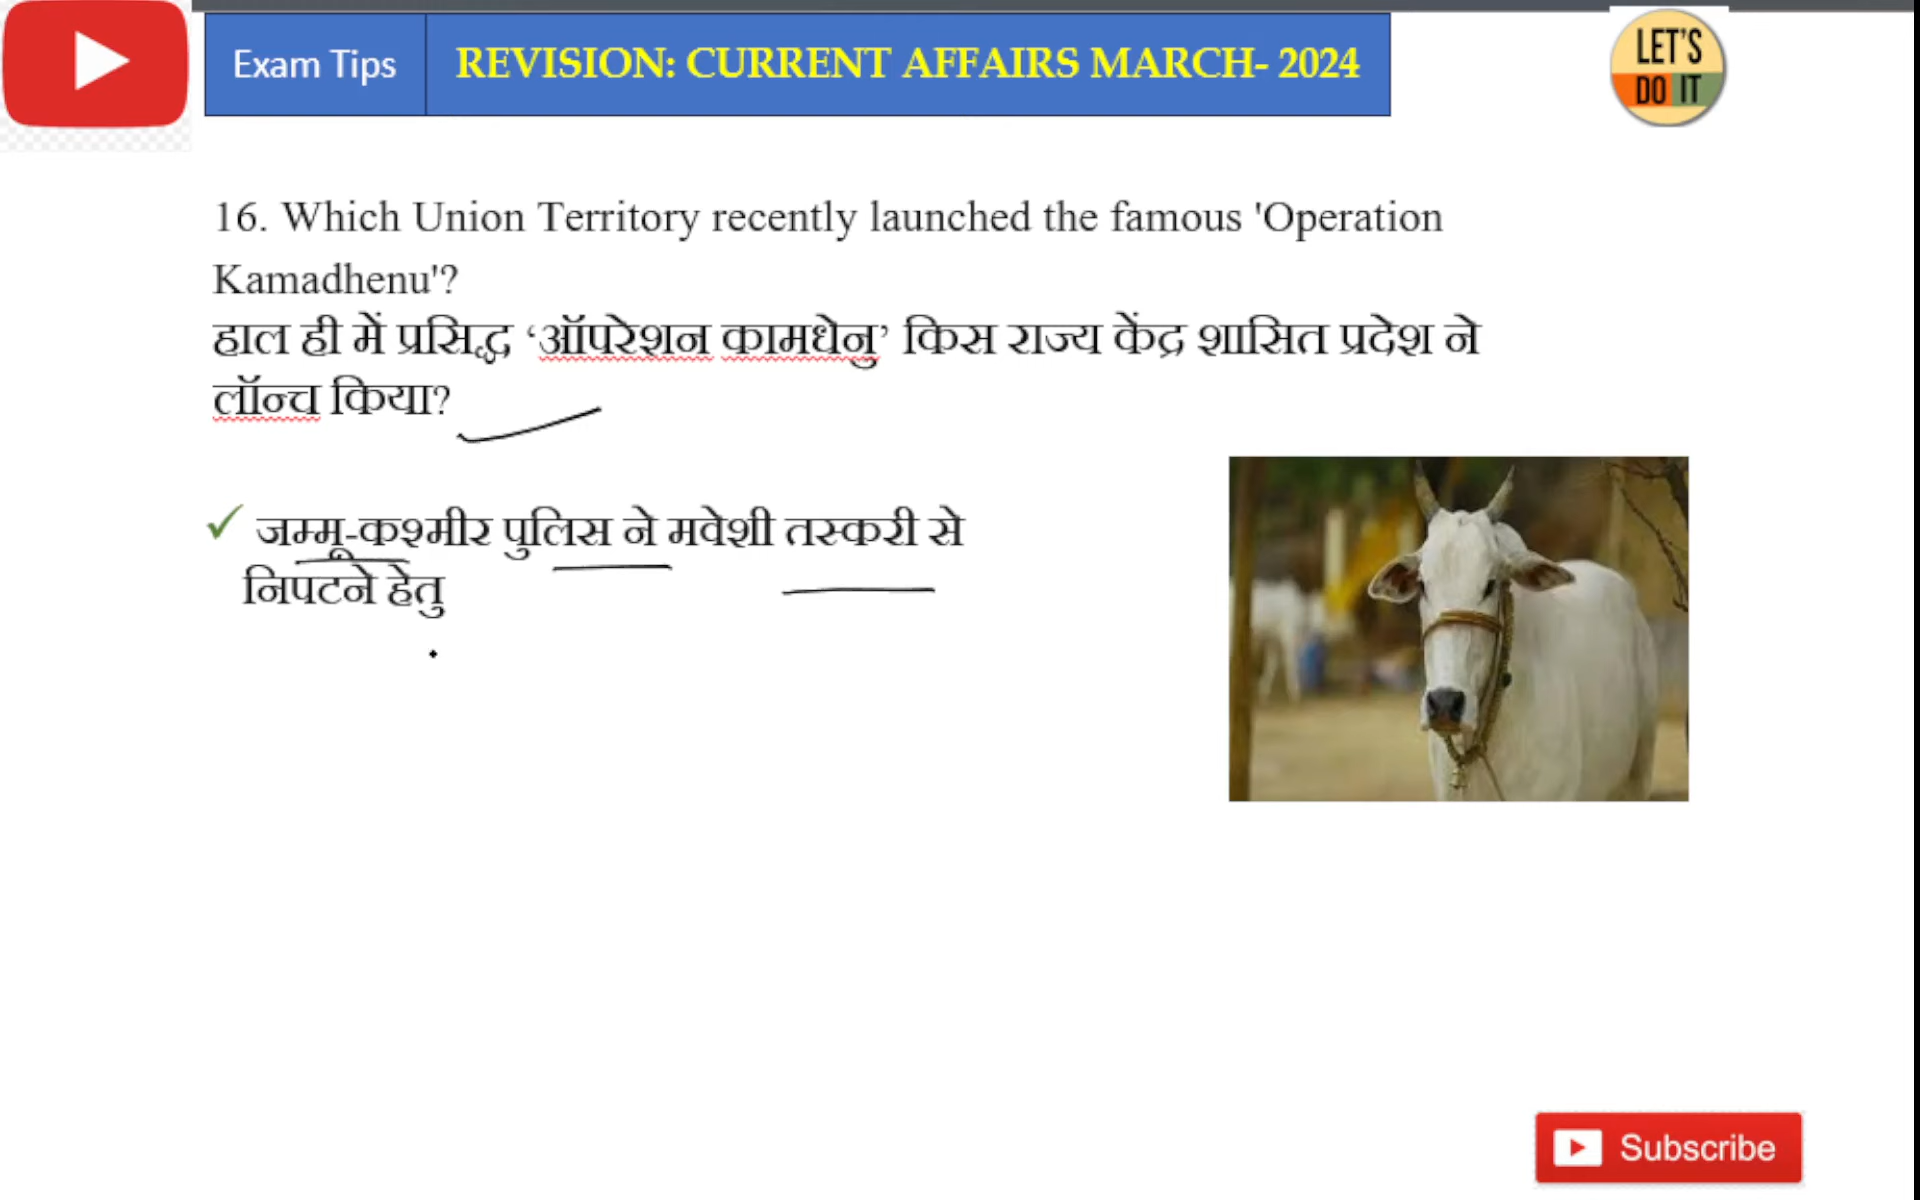 Exam Tips
REVISION: CURRENT AFFAIRS MARCH- 2024
LET'S
DO IT
16. Which Union Territory recently launched the famous 'Operation
Kamadhenu'?
हाल ही में प्रसिद्ध ‘ऑपरेशन कामधेनु’ किस राज्य केंद्र शासित प्रदेश ने
लॉन्च किया?
✓ जम्मू-कश्मीर पुलिस ने मवेशी तस्करी से
निपटने हेतु
Subscribe